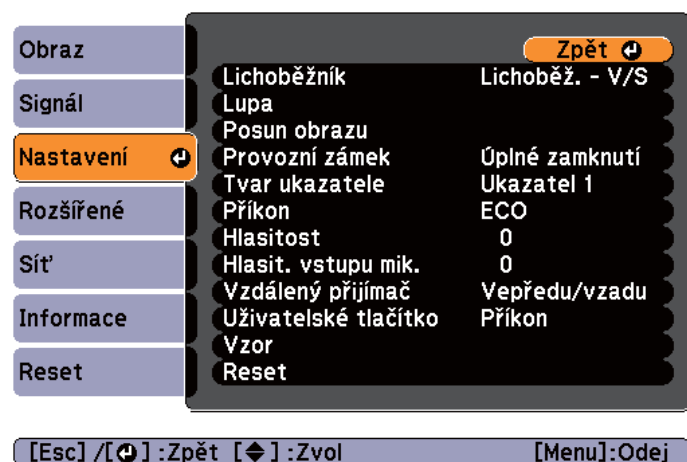 Obraz
Signál
Nastavení
Rozšířené
Síť
Informace
Reset
Zpět
Lichoběžník Lichoběž. - V/S
Lupa
Posun obrazu
Provozní zámek Úplné zamknutí
Tvar ukazatele Ukazatel 1
Příkon ECO
Hlasitost 0
Hlasit. vstupu mik. 0
Vzdálený přijímač Vepředu/vzadu
Uživatelské tlačítko Příkon
Vzor
Reset
[Esc] /[⏎] :Zpět [◆] :Zvol [Menu]:Odej